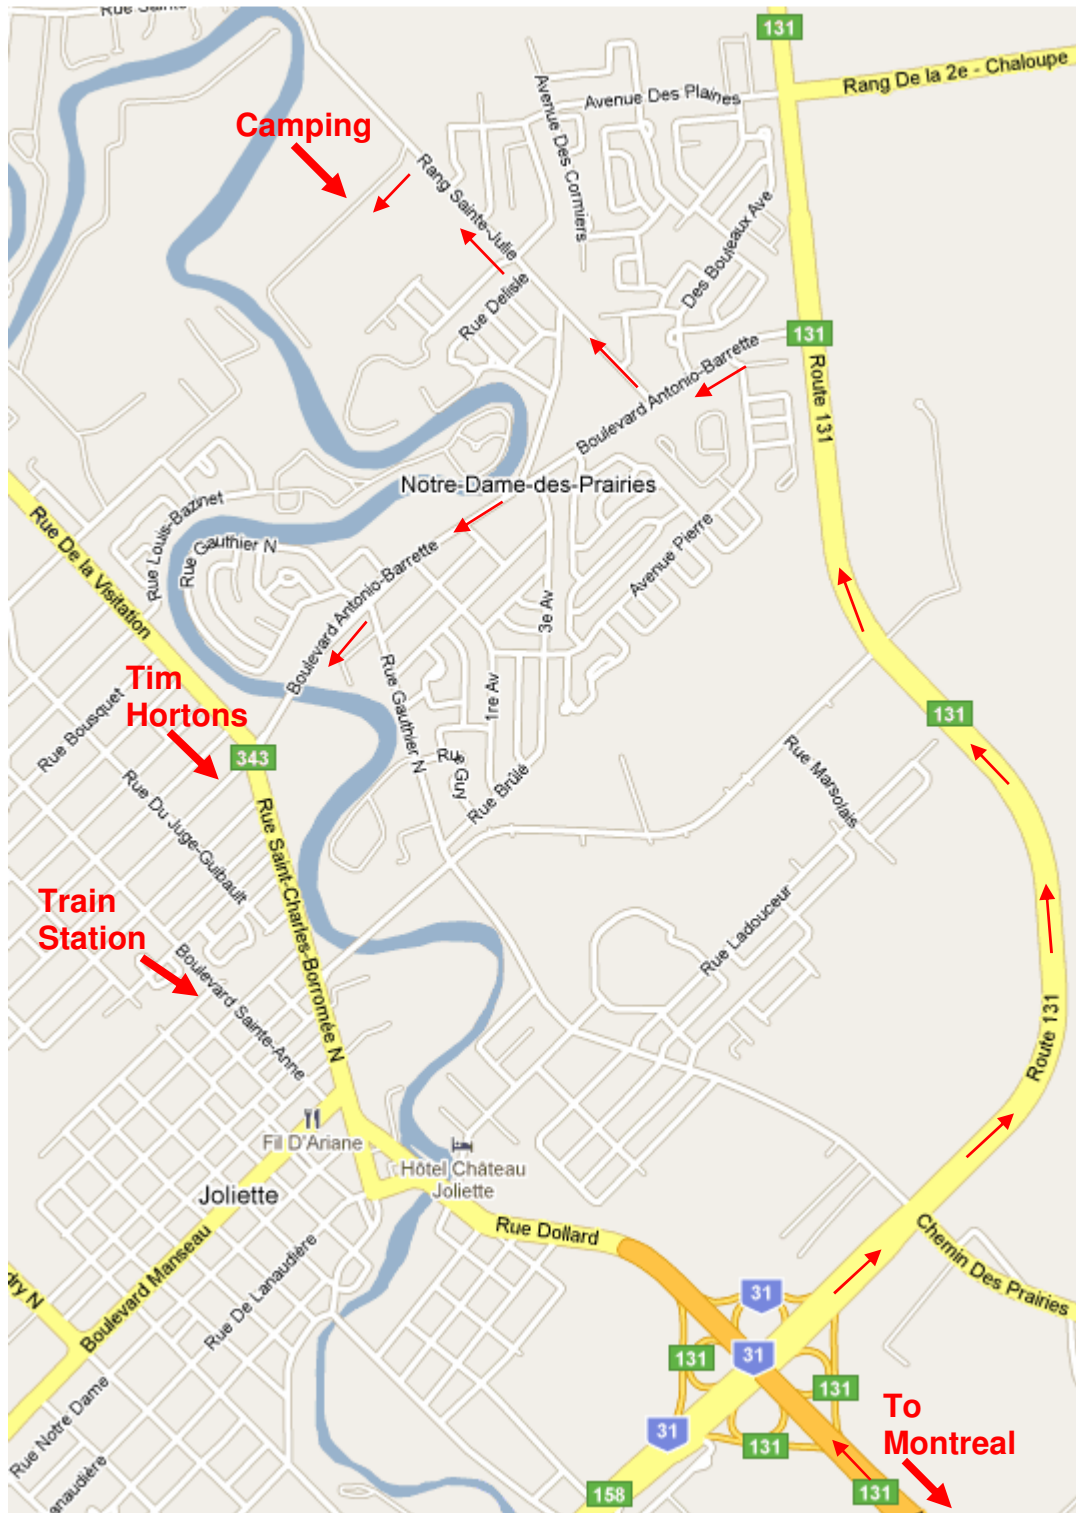 Rue Sainte
131
Rang De la 2e - Chaloupe
Avenue Des Plaines
Avenue Des Cormiers
Camping
Rang Sainte-Julie
Des Bouleaux Ave
Rue Delisle
131
Boulevard Antonio-Barrette
Route 131
Notre-Dame-des-Prairies
Rue De la Visitation
Rue Louis-Bazinet
Rue Gauthier N
Boulevard Antonio-Barrette
Avenue Pierre
3e Av
1re Av
Rue Gauthier N
Tim
Hortons
Rue Bousquet
343
131
Rue Guy
Rue Brûlé
Rue Marsolais
Rue Du Juge-Guibault
Rue Saint-Charles-Borromée N
Train
Station
Boulevard Sainte-Anne
Rue Ladouceur
Route 131
Fil D'Ariane
Hôtel Château
Joliette
Joliette
Rue Dollard
Chemin Des Prairies
dry N
Boulevard Manseau
Rue De Lanaudière
31
31
131
131
31
131
To
Montreal
158
131
Rue Notre Dame
anaudière